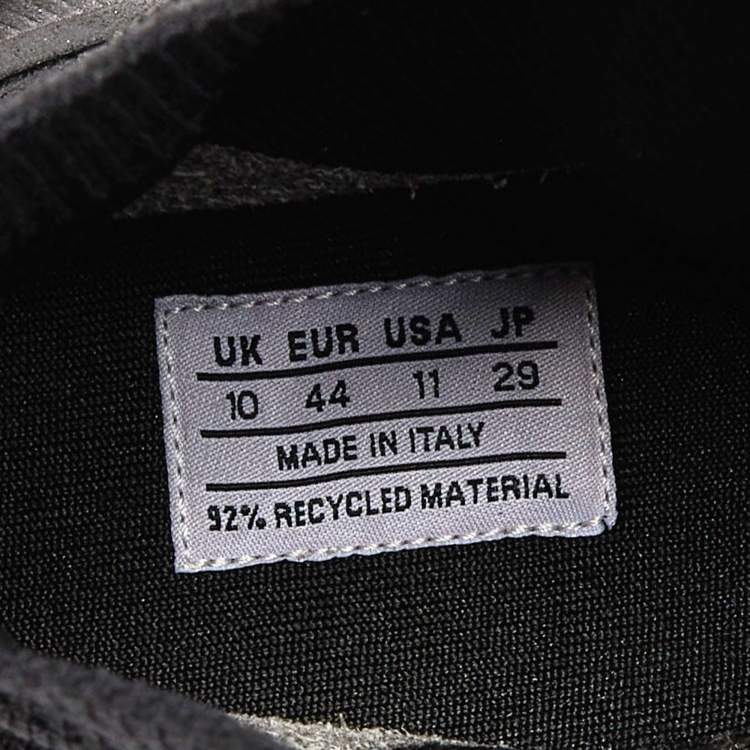 UK EUR USA JP
10 44 11 29
MADE IN ITALY
92% RECYCLED MATERIAL